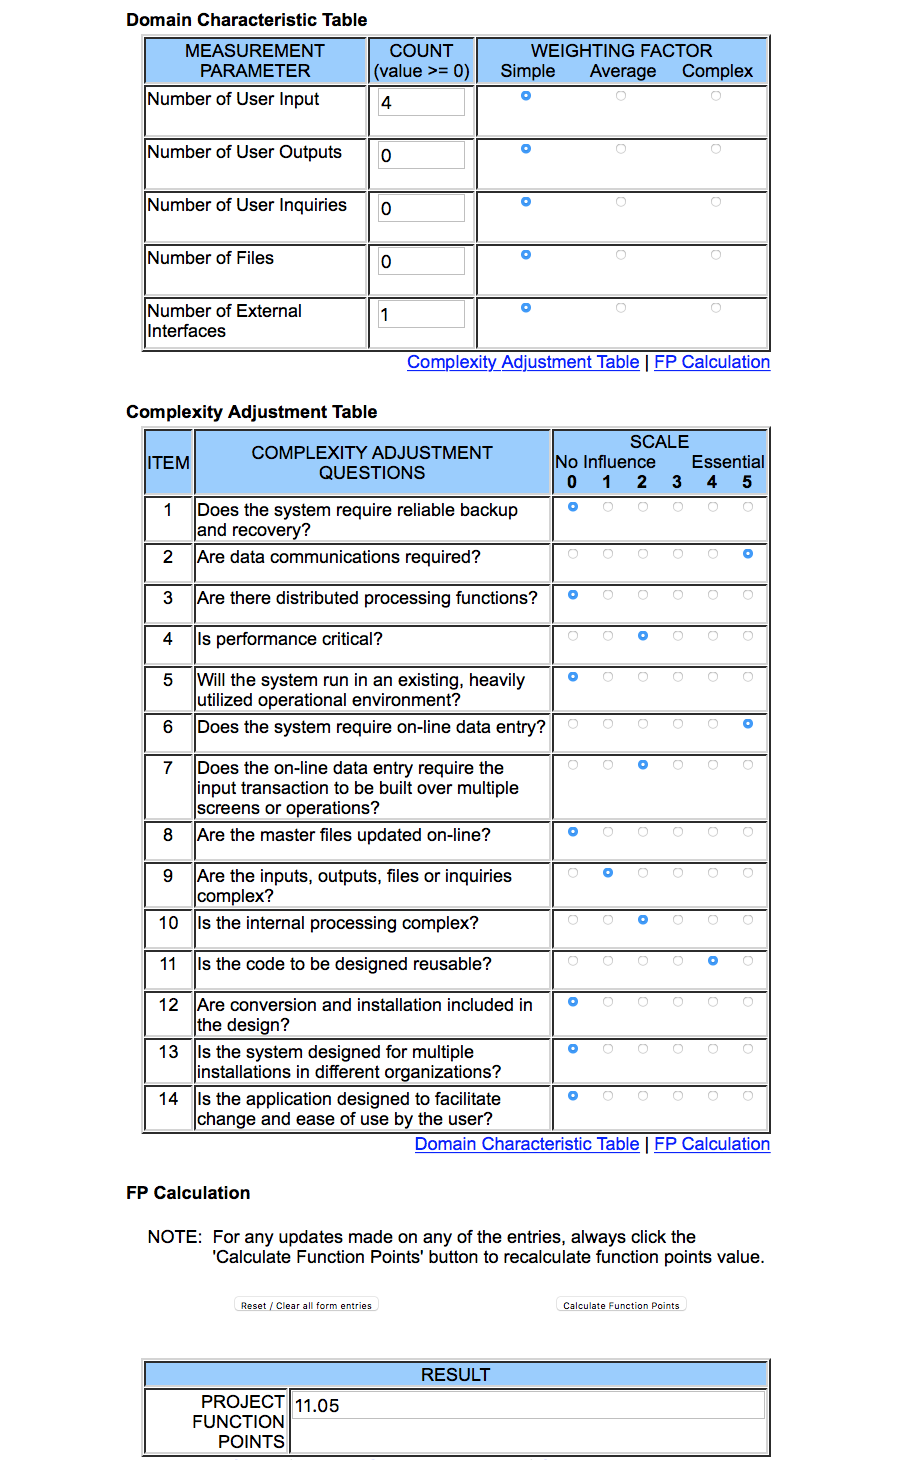 Domain Characteristic Table
MEASUREMENT PARAMETER
COUNT (value >= 0)
WEIGHTING FACTOR
Simple Average Complex
Number of User Input 4
Number of User Outputs 0
Number of User Inquiries 0
Number of Files 0
Number of External Interfaces 1
Complexity Adjustment Table | FP Calculation
Complexity Adjustment Table
ITEM
COMPLEXITY ADJUSTMENT QUESTIONS
SCALE
No Influence Essential
0 1 2 3 4 5
1 Does the system require reliable backup
and recovery?
2 Are data communications required?
3 Are there distributed processing functions?
4 Is performance critical?
5 Will the system run in an existing, heavily
utilized operational environment?
6 Does the system require on-line data entry?
7 Does the on-line data entry require the
input transaction to be built over multiple
screens or operations?
8 Are the master files updated on-line?
9 Are the inputs, outputs, files or inquiries
complex?
10 Is the internal processing complex?
11 Is the code to be designed reusable?
12 Are conversion and installation included in
the design?
13 Is the system designed for multiple
installations in different organizations?
14 Is the application designed to facilitate
change and ease of use by the user?
Domain Characteristic Table | FP Calculation
FP Calculation
NOTE: For any updates made on any of the entries, always click the
'Calculate Function Points' button to recalculate function points value.
Reset / Clear all form entries Calculate Function Points
RESULT
PROJECT FUNCTION POINTS
11.05